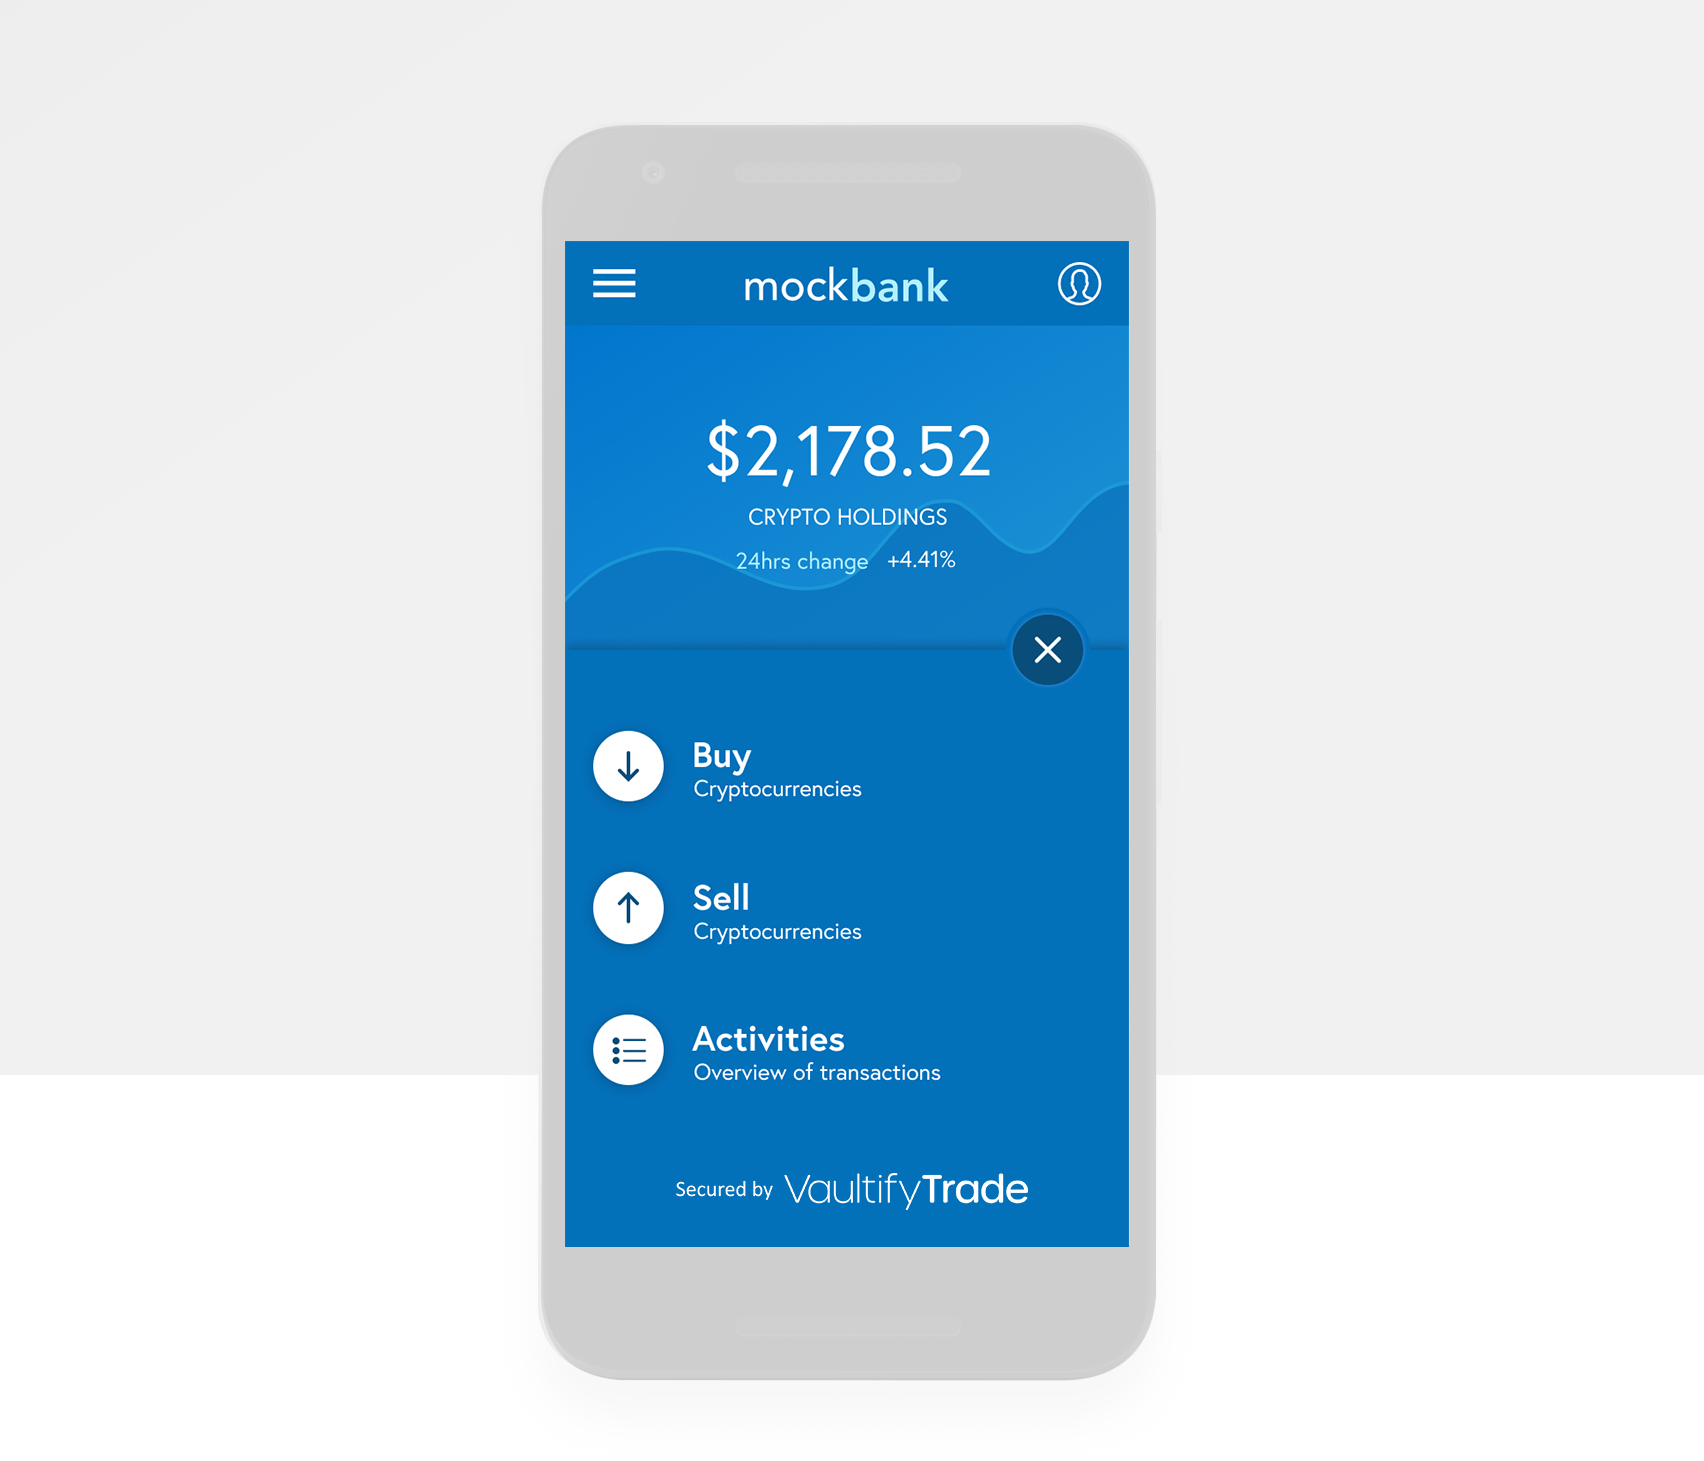 mockbank
$2,178.52
CRYPTO HOLDINGS
24hrs change +4.41%
Buy
Cryptocurrencies
Sell
Cryptocurrencies
Activities
Overview of transactions
Secured by VaultifyTrade